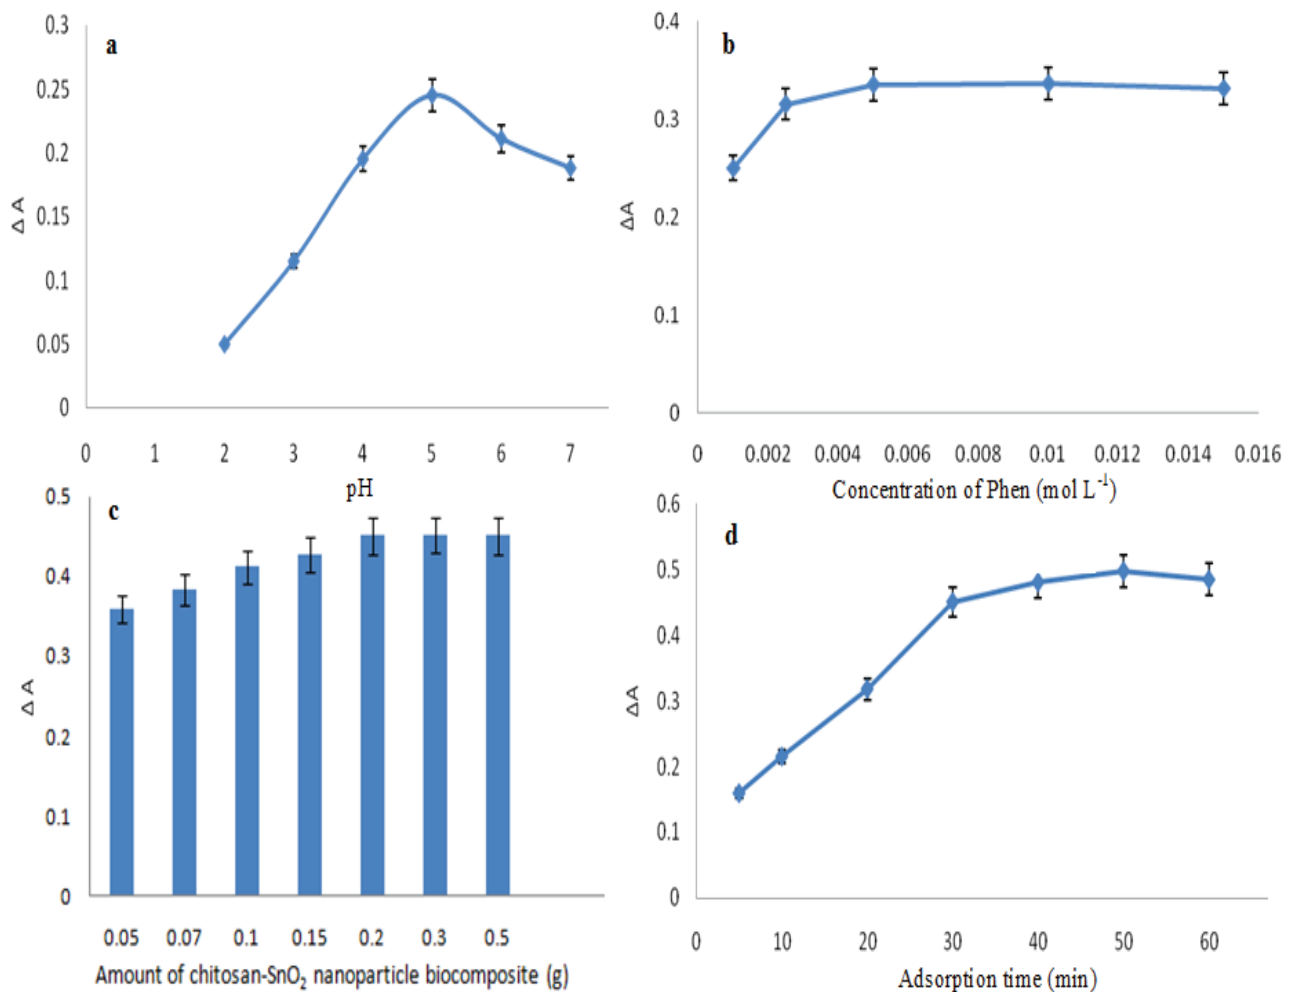 a
0.3
0.25
0.2
0.15
0.1
0.05
0
Δ A
0 1 2 3 4 5 6 7
pH
b
0.4
0.3
0.2
0.1
0
ΔA
0 0.002 0.004 0.006 0.008 0.01 0.012 0.014 0.016
Concentration of Phen (mol L⁻¹)
c
0.5
0.4
0.3
0.2
0.1
0
Δ A
0.05 0.07 0.1 0.15 0.2 0.3 0.5
Amount of chitosan-SnO₂ nanoparticle biocomposite (g)
d
0.6
0.5
0.4
0.3
0.2
0.1
0
ΔA
0 10 20 30 40 50 60
Adsorption time (min)